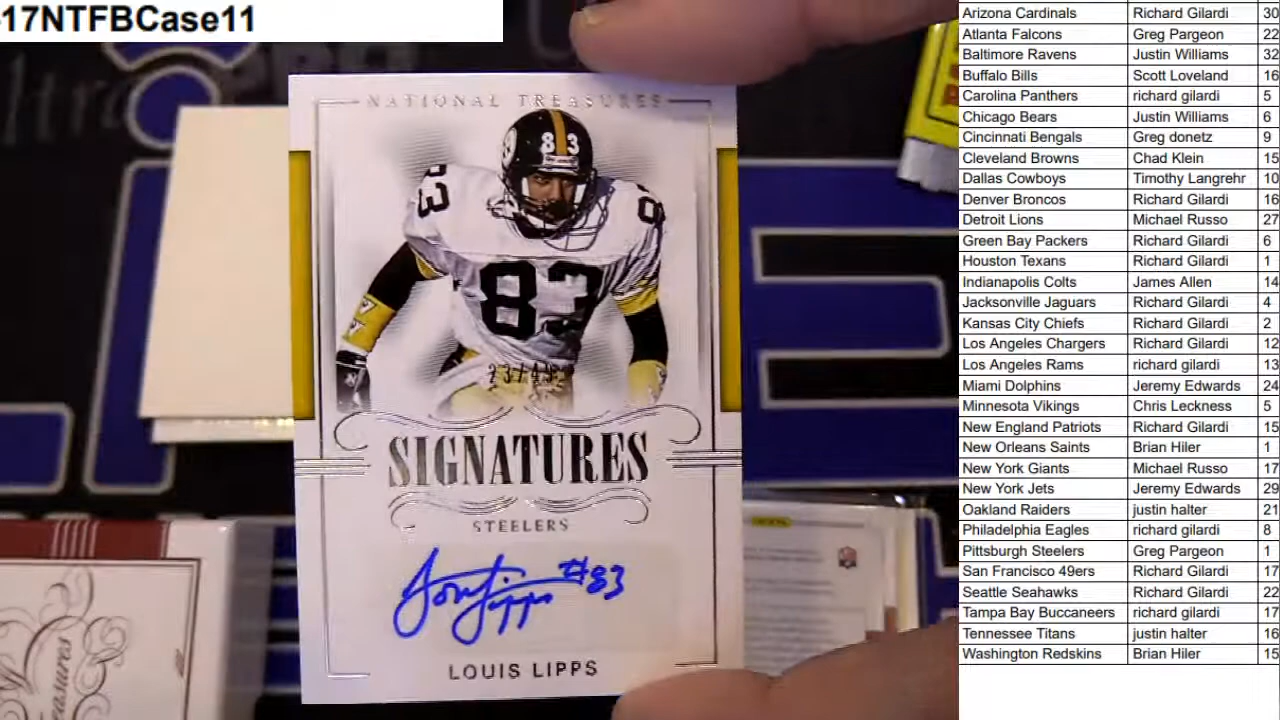 -17NTFBCase11
NATIONAL TREASURES
83
83
8
83
SIGNATURES
STEELERS
#83
LOUIS LIPPS
Arizona Cardinals Richard Gilardi 30
Atlanta Falcons Greg Pargeon 22
Baltimore Ravens Justin Williams 32
Buffalo Bills Scott Loveland 16
Carolina Panthers richard gilardi 5
Chicago Bears Justin Williams 6
Cincinnati Bengals Greg donetz 9
Cleveland Browns Chad Klein 15
Dallas Cowboys Timothy Langrehr 10
Denver Broncos Richard Gilardi 16
Detroit Lions Michael Russo 27
Green Bay Packers Richard Gilardi 6
Houston Texans Richard Gilardi 1
Indianapolis Colts James Allen 14
Jacksonville Jaguars Richard Gilardi 4
Kansas City Chiefs Richard Gilardi 2
Los Angeles Chargers Richard Gilardi 12
Los Angeles Rams richard gilardi 13
Miami Dolphins Jeremy Edwards 24
Minnesota Vikings Chris Leckness 5
New England Patriots Richard Gilardi 15
New Orleans Saints Brian Hiler 1
New York Giants Michael Russo 17
New York Jets Jeremy Edwards 29
Oakland Raiders justin halter 21
Philadelphia Eagles richard gilardi 8
Pittsburgh Steelers Greg Pargeon 1
San Francisco 49ers Richard Gilardi 17
Seattle Seahawks Richard Gilardi 22
Tampa Bay Buccaneers richard gilardi 17
Tennessee Titans justin halter 16
Washington Redskins Brian Hiler 15